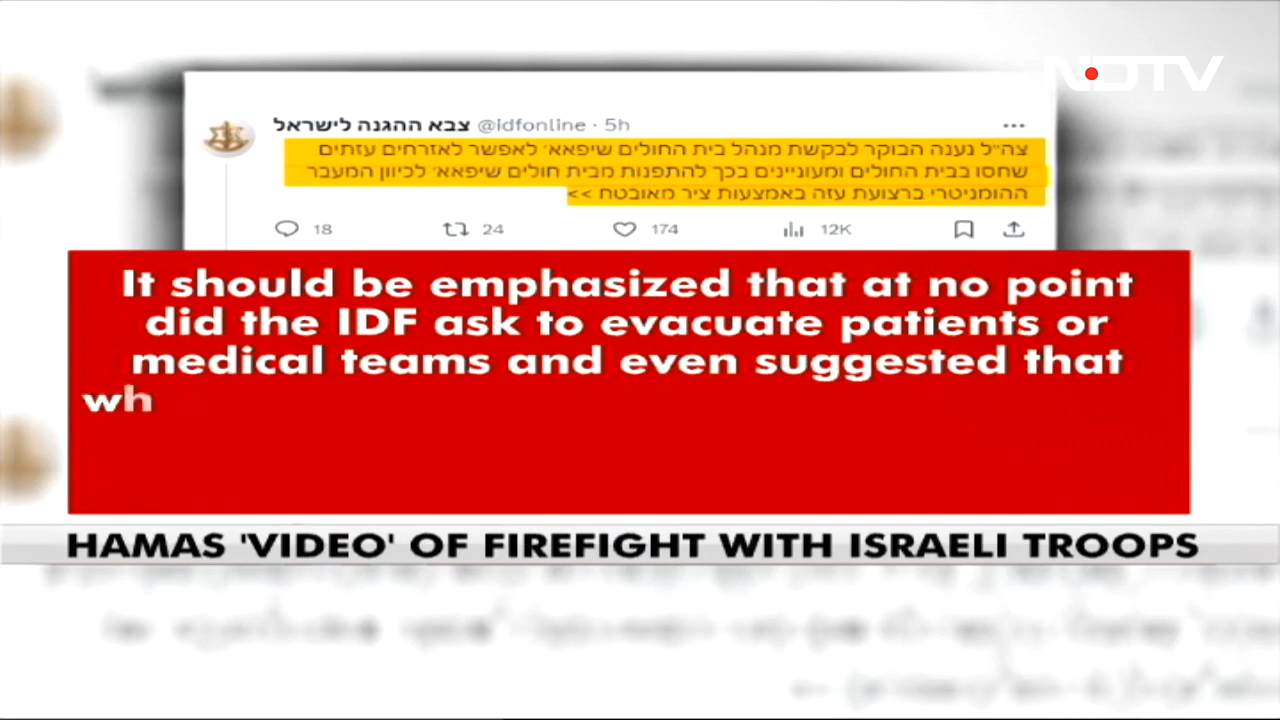 NDTV
צבא ההגנה לישראל @idfonline · 5h
צה״ל נענה הבוקר לבקשת מנהל בית החולים שיפאא׳ לאפשר לאזרחים עזתים
שחסו בבית החולים ומעוניינים בכך להתפנות מבית חולים שיפאא׳ לכיוון המעבר
ההומניטרי ברצועת עזה באמצעות ציר מאובטח >>
18 24 174 12K
It should be emphasized that at no point
did the IDF ask to evacuate patients or
medical teams and even suggested that
wh
HAMAS 'VIDEO' OF FIREFIGHT WITH ISRAELI TROOPS